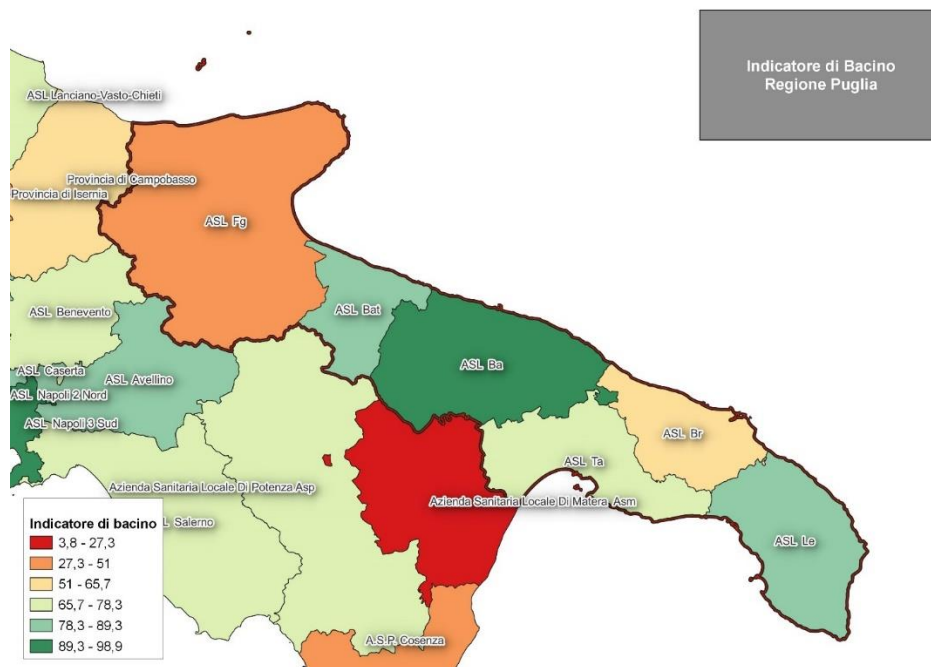 Indicatore di Bacino
Regione Puglia
ASL Lanciano-Vasto-Chieti
Provincia di Campobasso
Provincia di Isernia
ASL Fg
ASL Benevento
ASL Bat
ASL Caserta
ASL Avellino
ASL Ba
ASL Napoli 2 Nord
ASL Napoli 3 Sud
ASL Br
ASL Ta
Azienda Sanitaria Locale Di Potenza Asp
Azienda Sanitaria Locale Di Matera Asm
Salerno
ASL Le
A.S.P. Cosenza
Indicatore di bacino
3,8 - 27,3
27,3 - 51
51 - 65,7
65,7 - 78,3
78,3 - 89,3
89,3 - 98,9